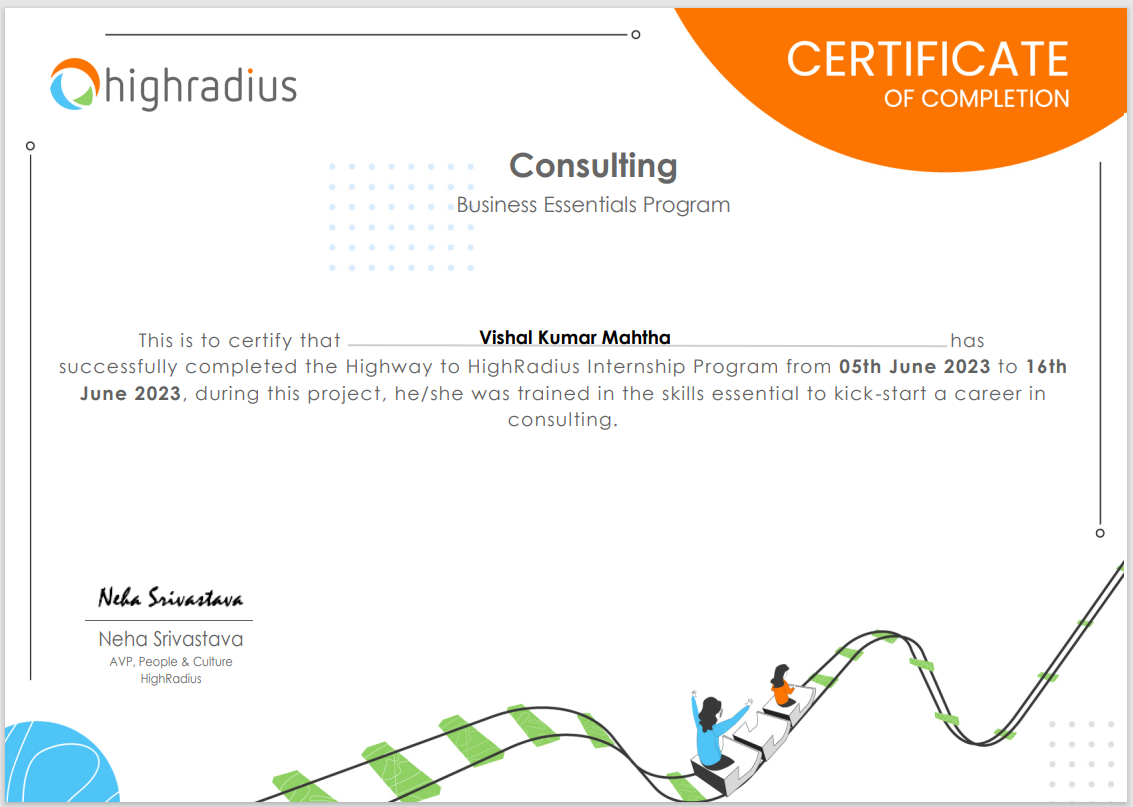 highradius
CERTIFICATE
OF COMPLETION
Consulting
Business Essentials Program
This is to certify that Vishal Kumar Mahtha has
successfully completed the Highway to HighRadius Internship Program from 05th June 2023 to 16th
June 2023, during this project, he/she was trained in the skills essential to kick-start a career in
consulting.
Neha Srivastava
Neha Srivastava
AVP, People & Culture
HighRadius